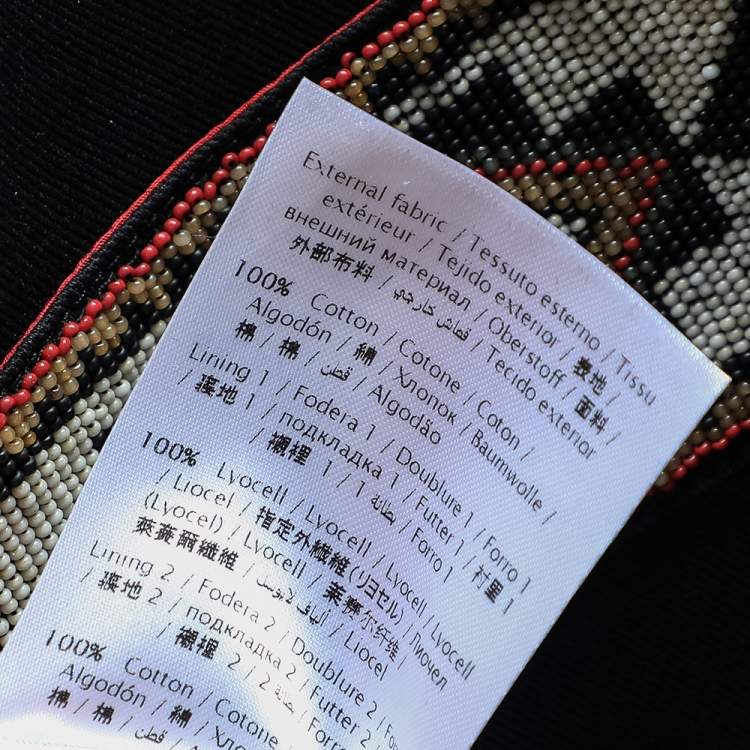 External fabric / Tessuto esterno / Tissu
extérieur / Tejido exterior / 表地 /
внешний материал / Oberstoff / 面料 /
外部布料 / قماش خارجي / Tecido exterior
100% Cotton / Cotone / Coton /
Algodón / 綿 / Хлопок / Baumwolle /
棉 / 棉 / قطن / Algodão
Lining 1 / Fodera 1 / Doublure 1 / Forro 1
/ 裏地 1 / подкладка 1 / Futter 1 / 衬里 1
/ 襯裡 1 / بطانة 1 / Forro 1
100% Lyocell / Lyocell / Lyocell / Lyocell
/ Liocel / 指定外繊維(リヨセル) / Лиочел
(Lyocel) / Lyocell / 莱赛尔纤维 /
萊賽爾纖維 / ألياف لايوسل / Liocel
Lining 2 / Fodera 2 / Doublure 2 /
/ 裏地 2 / подкладка 2 / Futter 2
/ 襯裡 2 / بطانة 2 /
100% Cotton / Cotone /
Algodón / 綿 /
棉 / 棉 / قطن /